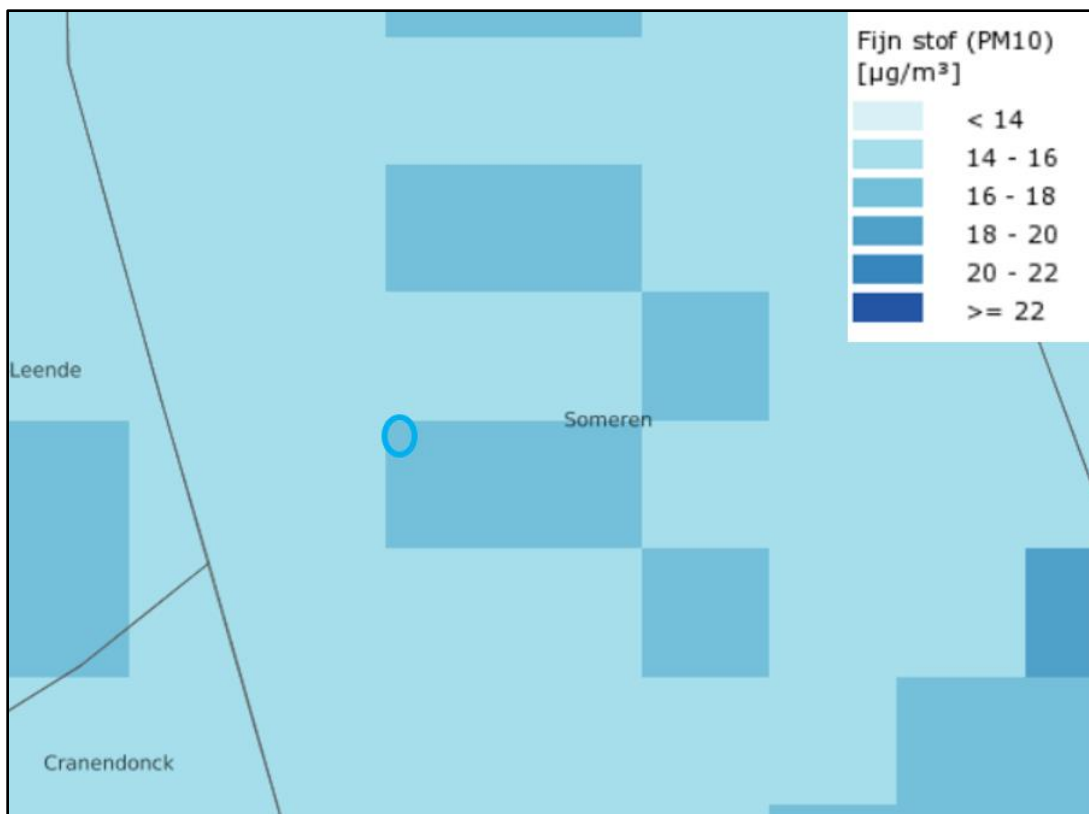 Fijn stof (PM10)
[µg/m³]
< 14
14 - 16
16 - 18
18 - 20
20 - 22
>= 22
Leende
Someren
Cranendonck